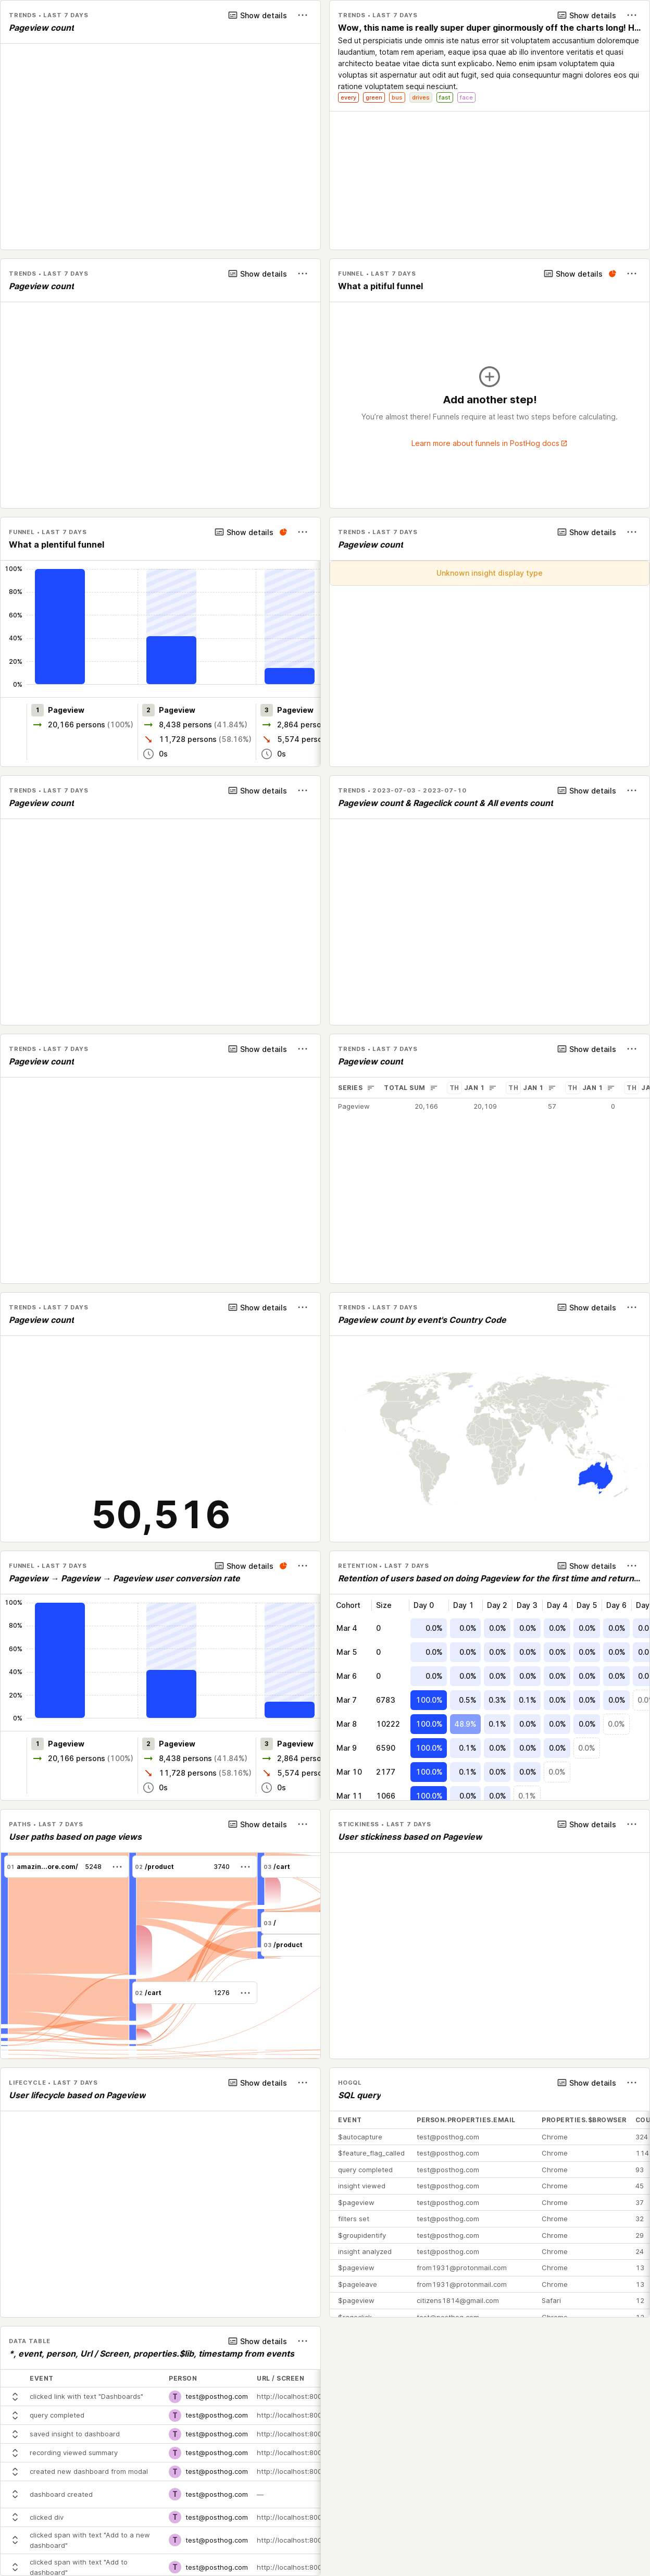 TRENDS • LAST 7 DAYS
Show details
Pageview count
TRENDS • LAST 7 DAYS
Show details
Wow, this name is really super duper ginormously off the charts long! H...
Sed ut perspiciatis unde omnis iste natus error sit voluptatem accusantium doloremque
laudantium, totam rem aperiam, eaque ipsa quae ab illo inventore veritatis et quasi
architecto beatae vitae dicta sunt explicabo. Nemo enim ipsam voluptatem quia
voluptas sit aspernatur aut odit aut fugit, sed quia consequuntur magni dolores eos qui
ratione voluptatem sequi nesciunt.
every green bus drives fast face
TRENDS • LAST 7 DAYS
Show details
Pageview count
FUNNEL • LAST 7 DAYS
Show details
What a pitiful funnel
Add another step!
You're almost there! Funnels require at least two steps before calculating.
Learn more about funnels in PostHog docs
FUNNEL • LAST 7 DAYS
Show details
What a plentiful funnel
100%
80%
60%
40%
20%
0%
1 Pageview
20,166 persons (100%)
2 Pageview
8,438 persons (41.84%)
11,728 persons (58.16%)
0s
3 Pageview
2,864 perso
5,574 perso
0s
TRENDS • LAST 7 DAYS
Show details
Pageview count
Unknown insight display type
TRENDS • LAST 7 DAYS
Show details
Pageview count
TRENDS • 2023-07-03 - 2023-07-10
Show details
Pageview count & Rageclick count & All events count
TRENDS • LAST 7 DAYS
Show details
Pageview count
TRENDS • LAST 7 DAYS
Show details
Pageview count
SERIES TOTAL SUM TH JAN 1 TH JAN 1 TH JAN 1 TH JA
Pageview 20,166 20,109 57 0
TRENDS • LAST 7 DAYS
Show details
Pageview count
50,516
TRENDS • LAST 7 DAYS
Show details
Pageview count by event's Country Code
FUNNEL • LAST 7 DAYS
Show details
Pageview → Pageview → Pageview user conversion rate
100%
80%
60%
40%
20%
0%
1 Pageview
20,166 persons (100%)
2 Pageview
8,438 persons (41.84%)
11,728 persons (58.16%)
0s
3 Pageview
2,864 perso
5,574 perso
0s
RETENTION • LAST 7 DAYS
Show details
Retention of users based on doing Pageview for the first time and return...
Cohort Size Day 0 Day 1 Day 2 Day 3 Day 4 Day 5 Day 6 Day
Mar 4 0 0.0% 0.0% 0.0% 0.0% 0.0% 0.0% 0.0% 0.0
Mar 5 0 0.0% 0.0% 0.0% 0.0% 0.0% 0.0% 0.0% 0.0
Mar 6 0 0.0% 0.0% 0.0% 0.0% 0.0% 0.0% 0.0% 0.0
Mar 7 6783 100.0% 0.5% 0.3% 0.1% 0.0% 0.0% 0.0% 0.0
Mar 8 10222 100.0% 48.9% 0.1% 0.0% 0.0% 0.0% 0.0%
Mar 9 6590 100.0% 0.1% 0.0% 0.0% 0.0% 0.0%
Mar 10 2177 100.0% 0.1% 0.0% 0.0% 0.0%
Mar 11 1066 100.0% 0.0% 0.0% 0.1%
PATHS • LAST 7 DAYS
Show details
User paths based on page views
01 amazin...ore.com/ 5248
02 /product 3740
03 /cart
03 /
03 /product
02 /cart 1276
STICKINESS • LAST 7 DAYS
Show details
User stickiness based on Pageview
LIFECYCLE • LAST 7 DAYS
Show details
User lifecycle based on Pageview
HOGQL
Show details
SQL query
EVENT PERSON.PROPERTIES.EMAIL PROPERTIES.$BROWSER COU
$autocapture test@posthog.com Chrome 324
$feature_flag_called test@posthog.com Chrome 114
query completed test@posthog.com Chrome 93
insight viewed test@posthog.com Chrome 45
$pageview test@posthog.com Chrome 37
filters set test@posthog.com Chrome 32
$groupidentify test@posthog.com Chrome 29
insight analyzed test@posthog.com Chrome 24
$pageview from1931@protonmail.com Chrome 13
$pageleave from1931@protonmail.com Chrome 13
$pageview citizens1814@gmail.com Safari 12
DATA TABLE
Show details
*, event, person, Url / Screen, properties.$lib, timestamp from events
EVENT PERSON URL / SCREEN
clicked link with text "Dashboards" T test@posthog.com http://localhost:800
query completed T test@posthog.com http://localhost:800
saved insight to dashboard T test@posthog.com http://localhost:800
recording viewed summary T test@posthog.com http://localhost:800
created new dashboard from modal T test@posthog.com http://localhost:800
dashboard created T test@posthog.com —
clicked div T test@posthog.com http://localhost:800
clicked span with text "Add to a new
dashboard" T test@posthog.com http://localhost:800
clicked span with text "Add to
dashboard" T test@posthog.com http://localhost:800